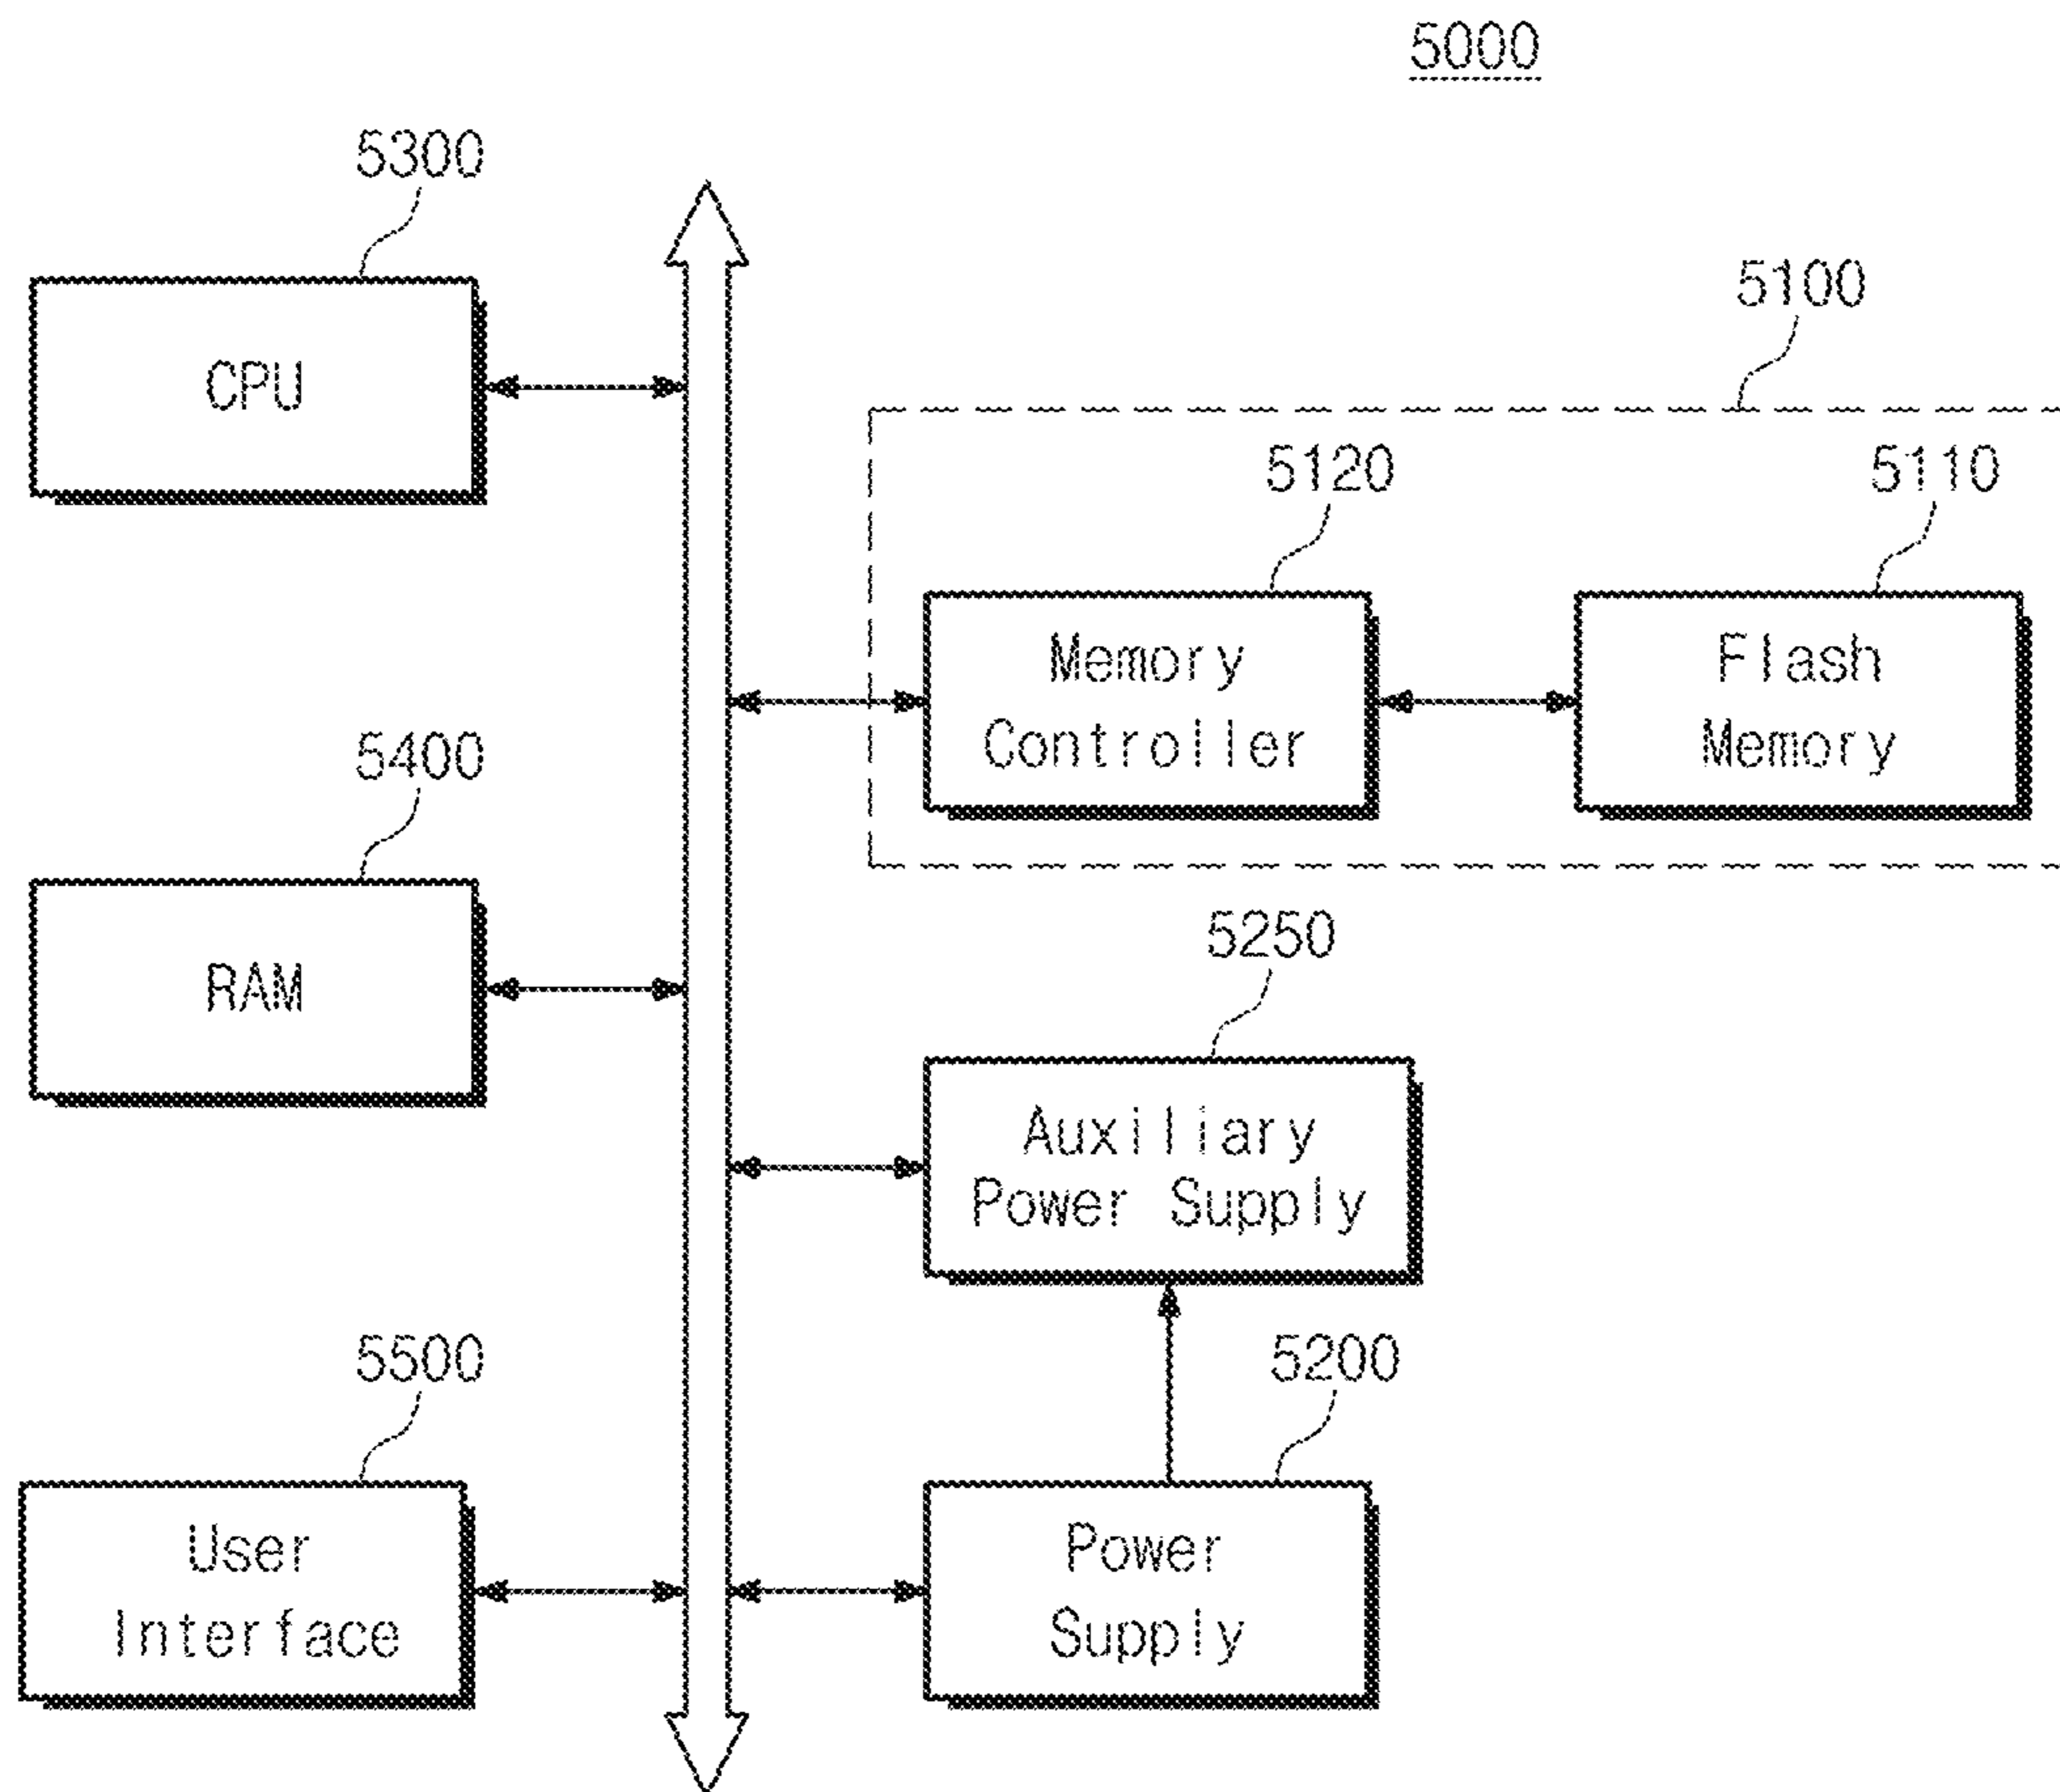 5000
5300
CPU
5100
5120
5110
Memory
Controller
Flash
Memory
5400
RAM
5250
Auxiliary
Power Supply
5500
User
Interface
5200
Power
Supply